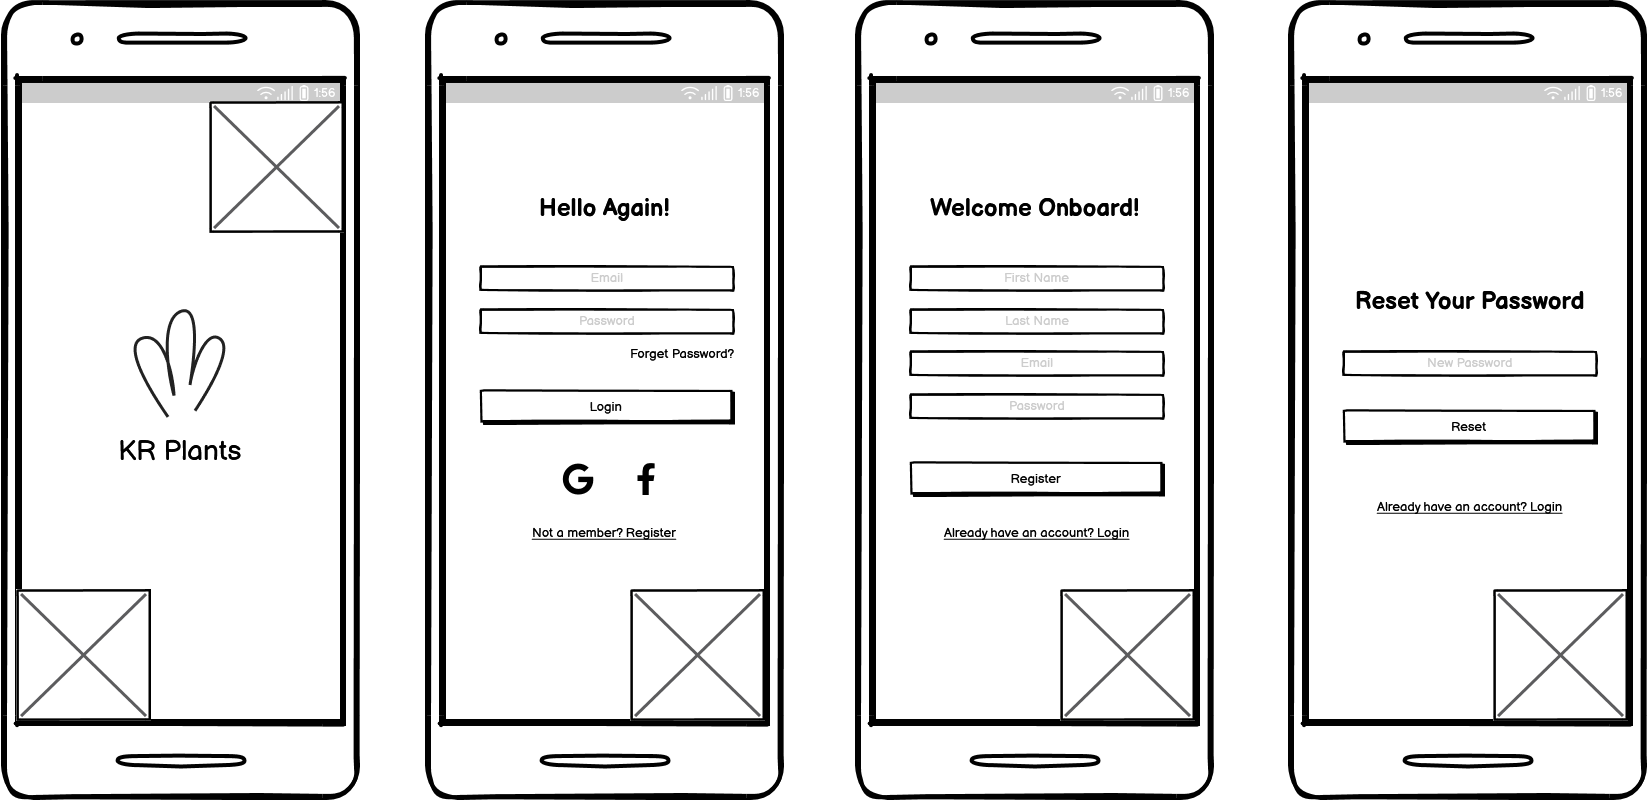 1:56
KR Plants
1:56
Hello Again!
Email
Password
Forget Password?
Login
G f
Not a member? Register
1:56
Welcome Onboard!
First Name
Last Name
Email
Password
Register
Already have an account? Login
1:56
Reset Your Password
New Password
Reset
Already have an account? Login